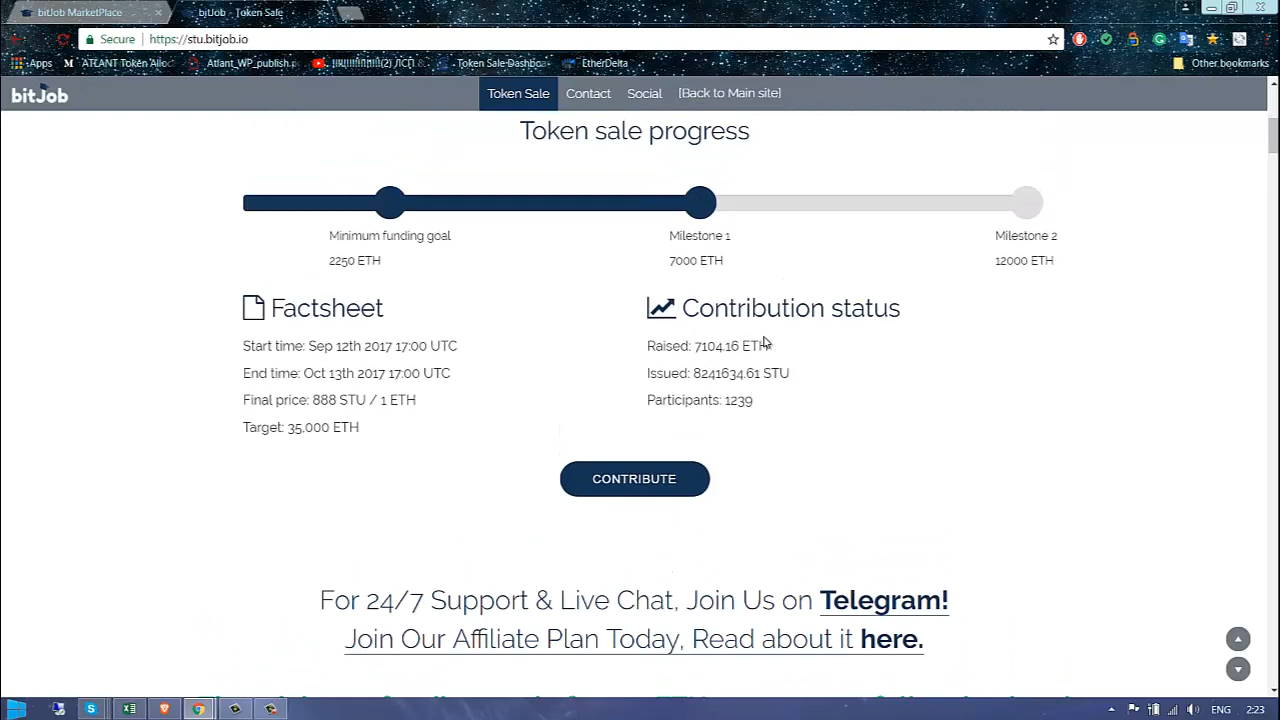 bitJob MarketPlace
bitJob - Token Sale
Secure
https://stu.bitjob.io
Apps
ATLANT Token Alloc
Atlant_WP_publish.p
Token Sale Dashboa
EtherDelta
Other bookmarks
bitJob
Token Sale
Contact
Social
[Back to Main site]
Token sale progress
Minimum funding goal
2250 ETH
Milestone 1
7000 ETH
Milestone 2
12000 ETH
Factsheet
Start time: Sep 12th 2017 17:00 UTC
End time: Oct 13th 2017 17:00 UTC
Final price: 888 STU / 1 ETH
Target: 35,000 ETH
Contribution status
Raised: 7104.16 ETH
Issued: 8241634.61 STU
Participants: 1239
CONTRIBUTE
For 24/7 Support & Live Chat, Join Us on Telegram!
Join Our Affiliate Plan Today, Read about it here.
ENG
2:23